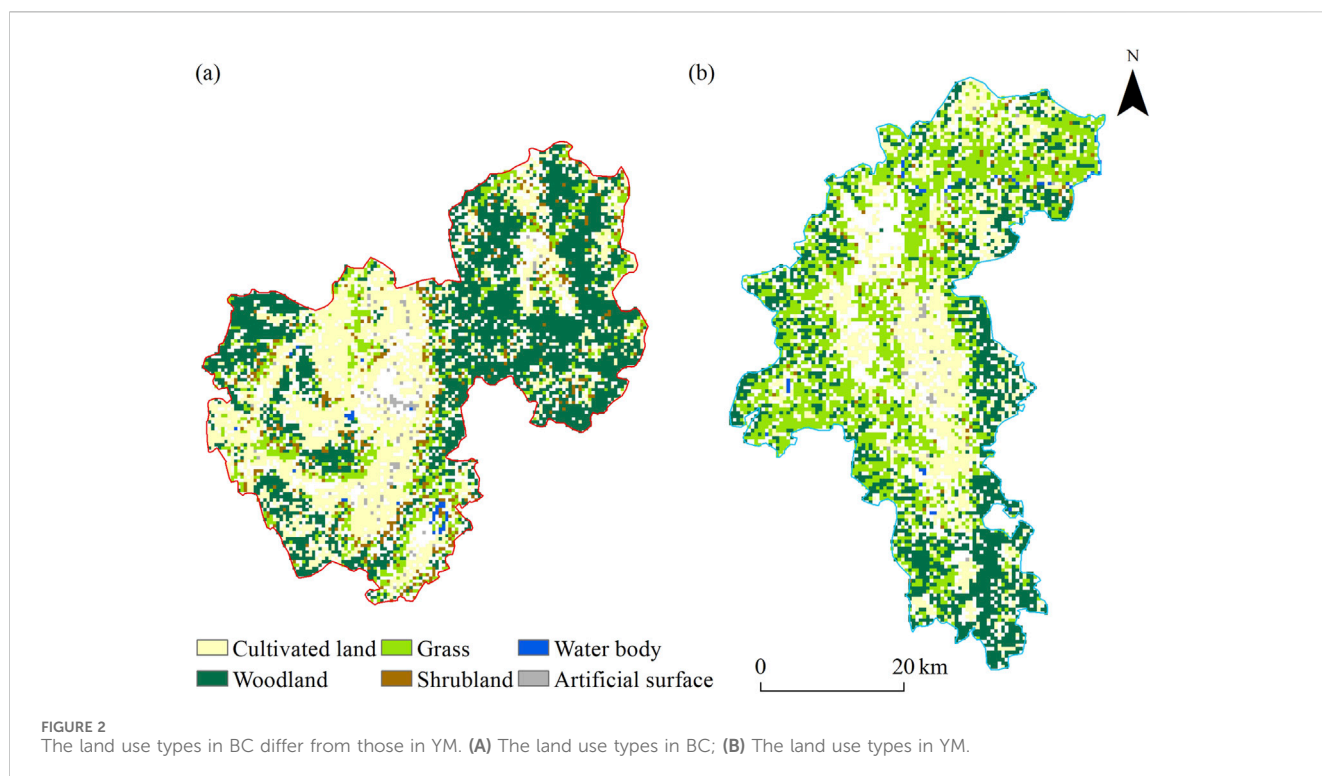 (a)
(b)
N
Cultivated land
Grass
Water body
Woodland
Shrubland
Artificial surface
0
20 km
FIGURE 2
The land use types in BC differ from those in YM. (A) The land use types in BC; (B) The land use types in YM.